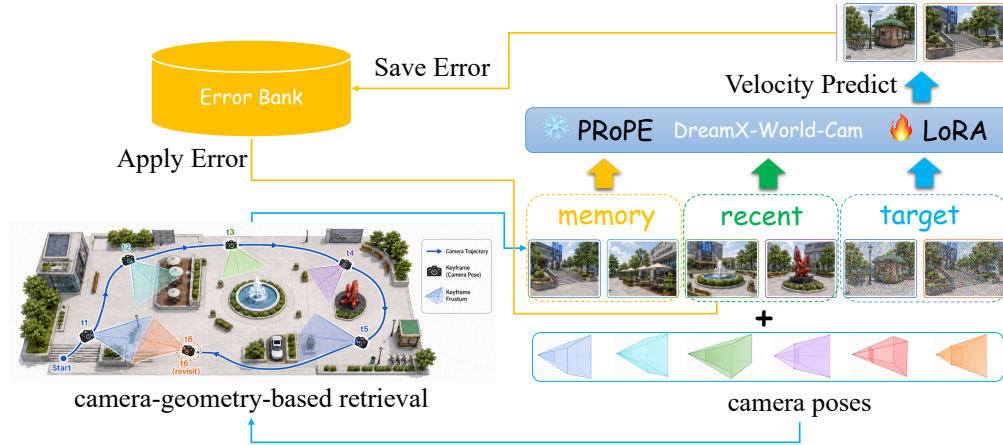 Save Error
Error Bank
Apply Error
Velocity Predict
PRoPE
DreamX-World-Cam
LoRA
memory
recent
target
t1
t2
t3
t4
t5
t6
t6
(revisit)
Start
Camera Trajectory
Keyframe
(Camera Pose)
Keyframe
Frustum
+
camera-geometry-based retrieval
camera poses